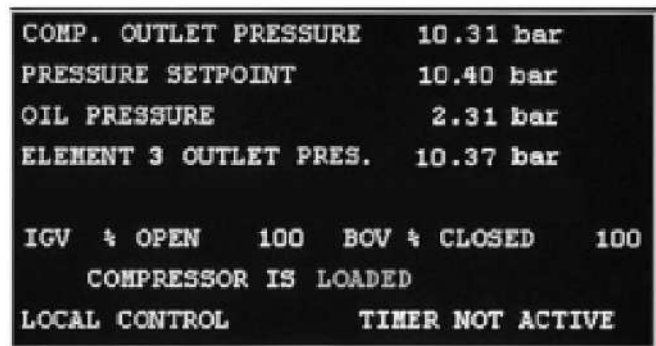 COMP. OUTLET PRESSURE 10.31 bar
PRESSURE SETPOINT 10.40 bar
OIL PRESSURE 2.31 bar
ELEMENT 3 OUTLET PRES. 10.37 bar
IGV % OPEN 100 BOV % CLOSED 100
COMPRESSOR IS LOADED
LOCAL CONTROL TIMER NOT ACTIVE